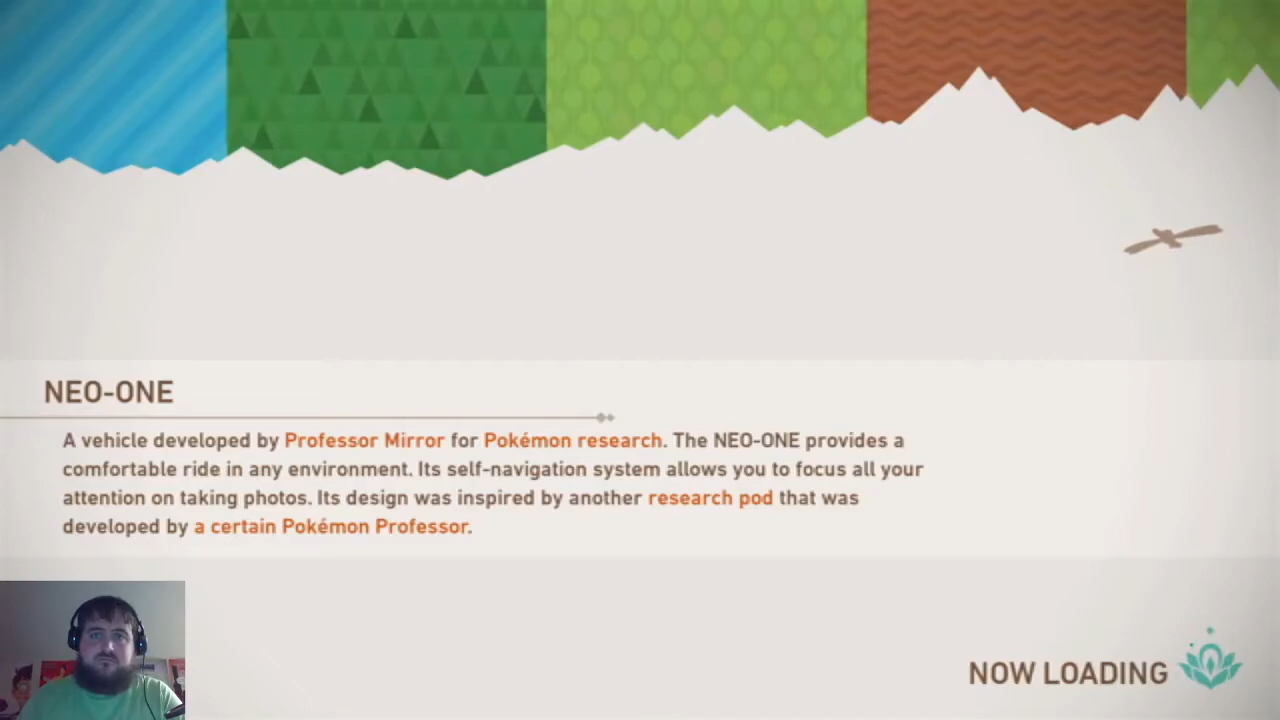 NEO-ONE
A vehicle developed by Professor Mirror for Pokémon research. The NEO-ONE provides a
comfortable ride in any environment. Its self-navigation system allows you to focus all your
attention on taking photos. Its design was inspired by another research pod that was
developed by a certain Pokémon Professor.
NOW LOADING